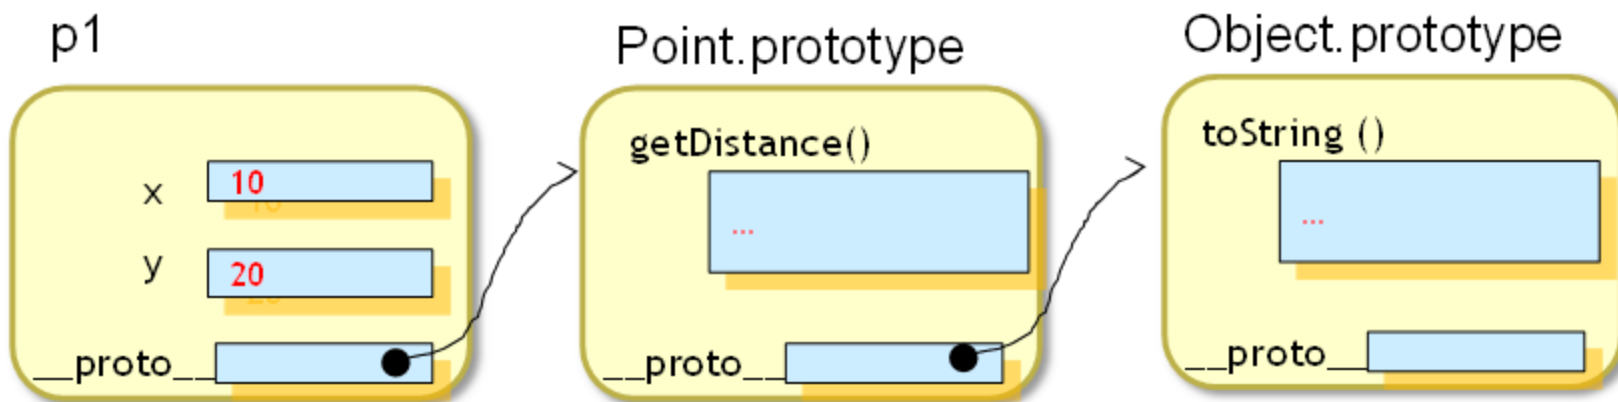 p1
x 10
y 20
__proto__
Point.prototype
getDistance()
...
__proto__
Object.prototype
toString ()
...
__proto__